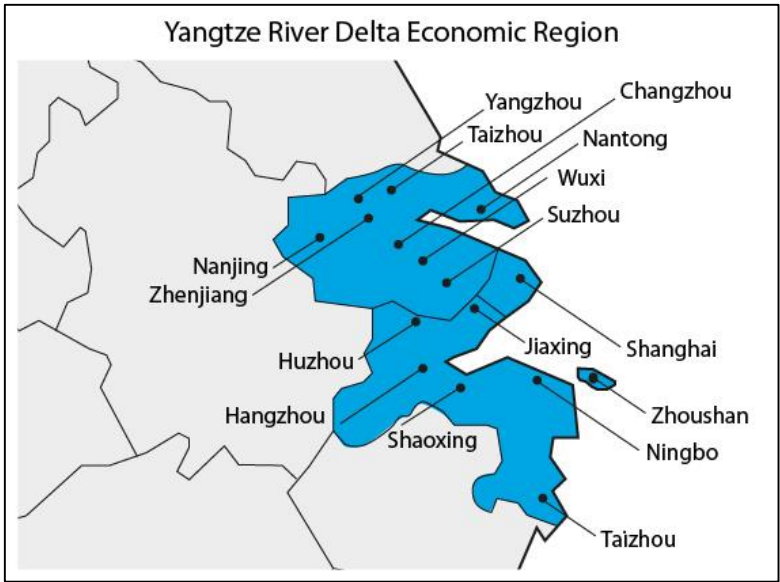 Yangtze River Delta Economic Region
Changzhou
Yangzhou
Taizhou
Nantong
Wuxi
Suzhou
Nanjing
Zhenjiang
Jiaxing
Shanghai
Huzhou
Hangzhou
Shaoxing
Zhoushan
Ningbo
Taizhou